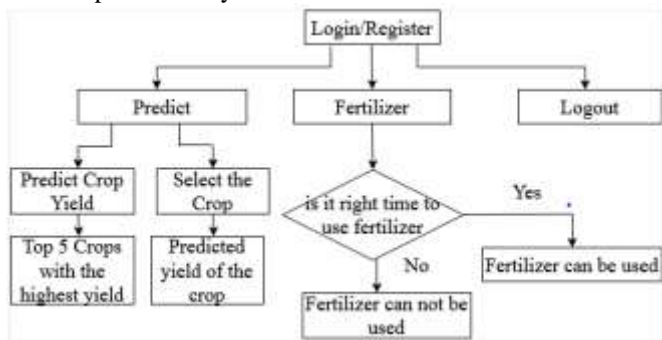 Login/Register
Predict
Fertilizer
Logout
Predict Crop
Yield
Select the
Crop
is it right time to
use fertilizer
Yes
Top 5 Crops
with the
highest yield
Predicted
yield of the
crop
No
Fertilizer can be used
Fertilizer can not be
used